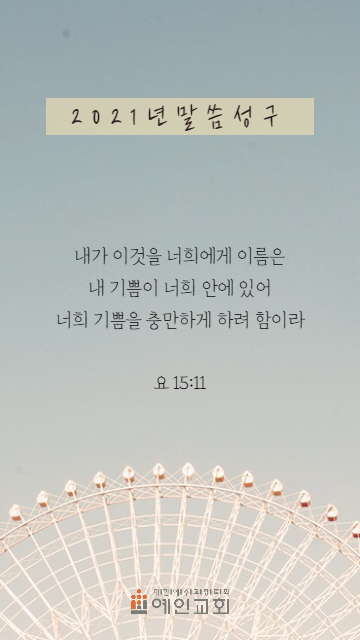 2021년말씀성구
내가 이것을 너희에게 이름은
내 기쁨이 너희 안에 있어
너희 기쁨을 충만하게 하려 함이라
요 15:11
예인교회